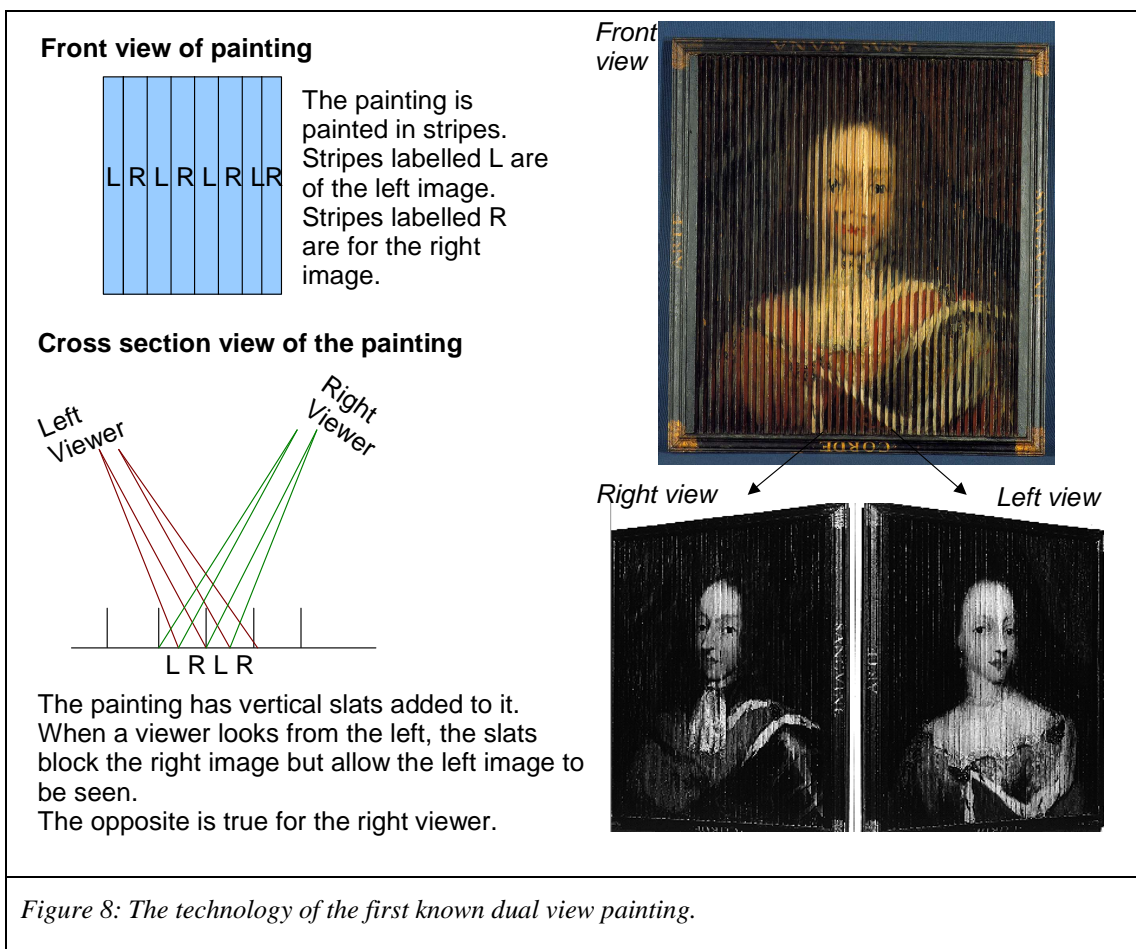 Front view of painting
L R L R L R L R
The painting is
painted in stripes.
Stripes labelled L are
of the left image.
Stripes labelled R
are for the right
image.
Cross section view of the painting
Left
Viewer
Right
Viewer
L R L R
The painting has vertical slats added to it.
When a viewer looks from the left, the slats
block the right image but allow the left image to
be seen.
The opposite is true for the right viewer.
Front
view
SANGVINE
CORDE
Right view
Left view
SANGVINE
Figure 8: The technology of the first known dual view painting.